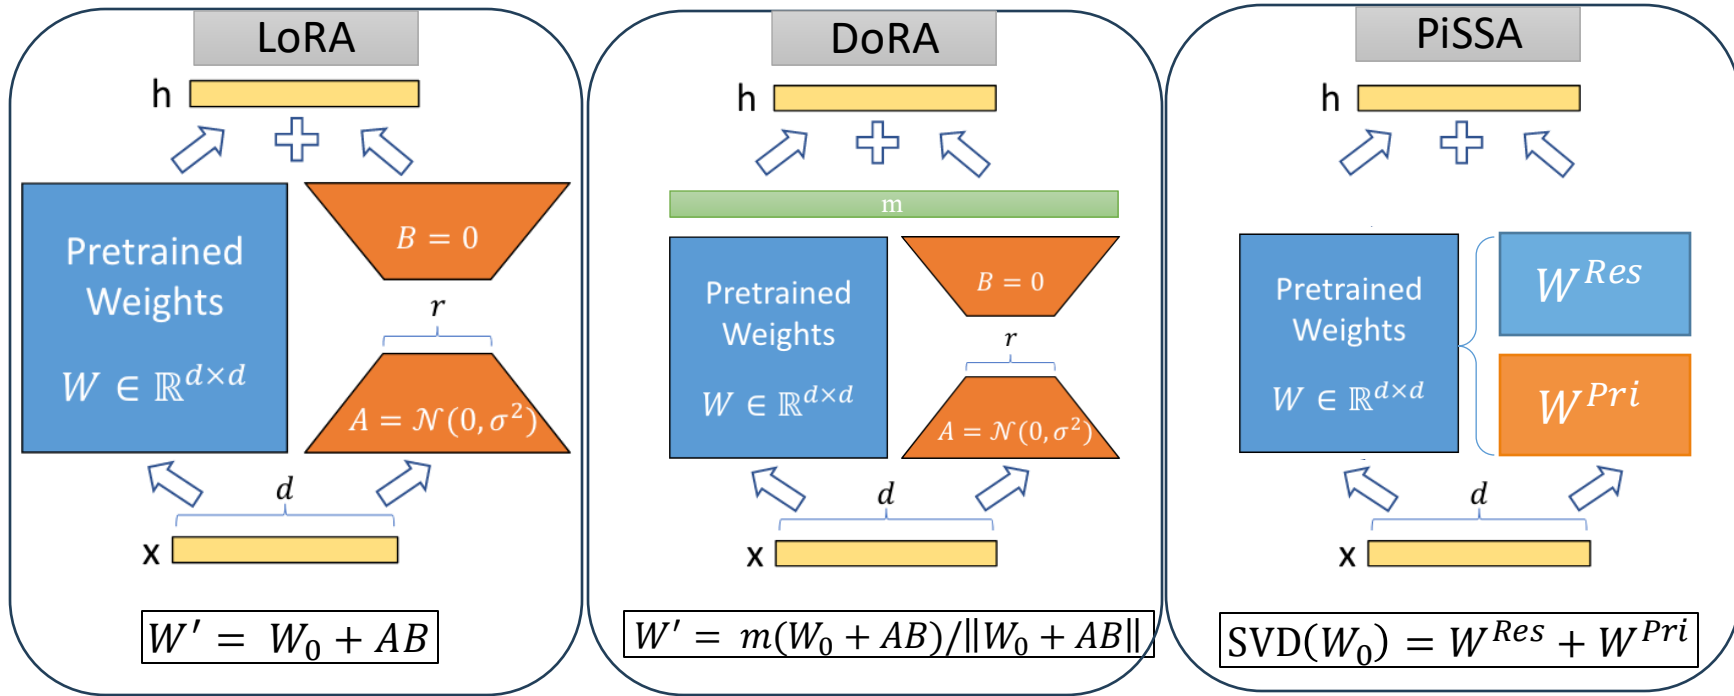 LoRA
h
Pretrained
Weights
W ∈ ℝ^{d×d}
B = 0
r
A = 𝒩(0, σ²)
d
x
W′ = W₀ + AB
DoRA
h
m
Pretrained
Weights
W ∈ ℝ^{d×d}
B = 0
r
A = 𝒩(0, σ²)
d
x
W′ = m(W₀ + AB)/‖W₀ + AB‖
PiSSA
h
Pretrained
Weights
W ∈ ℝ^{d×d}
W^{Res}
W^{Pri}
d
x
SVD(W₀) = W^{Res} + W^{Pri}